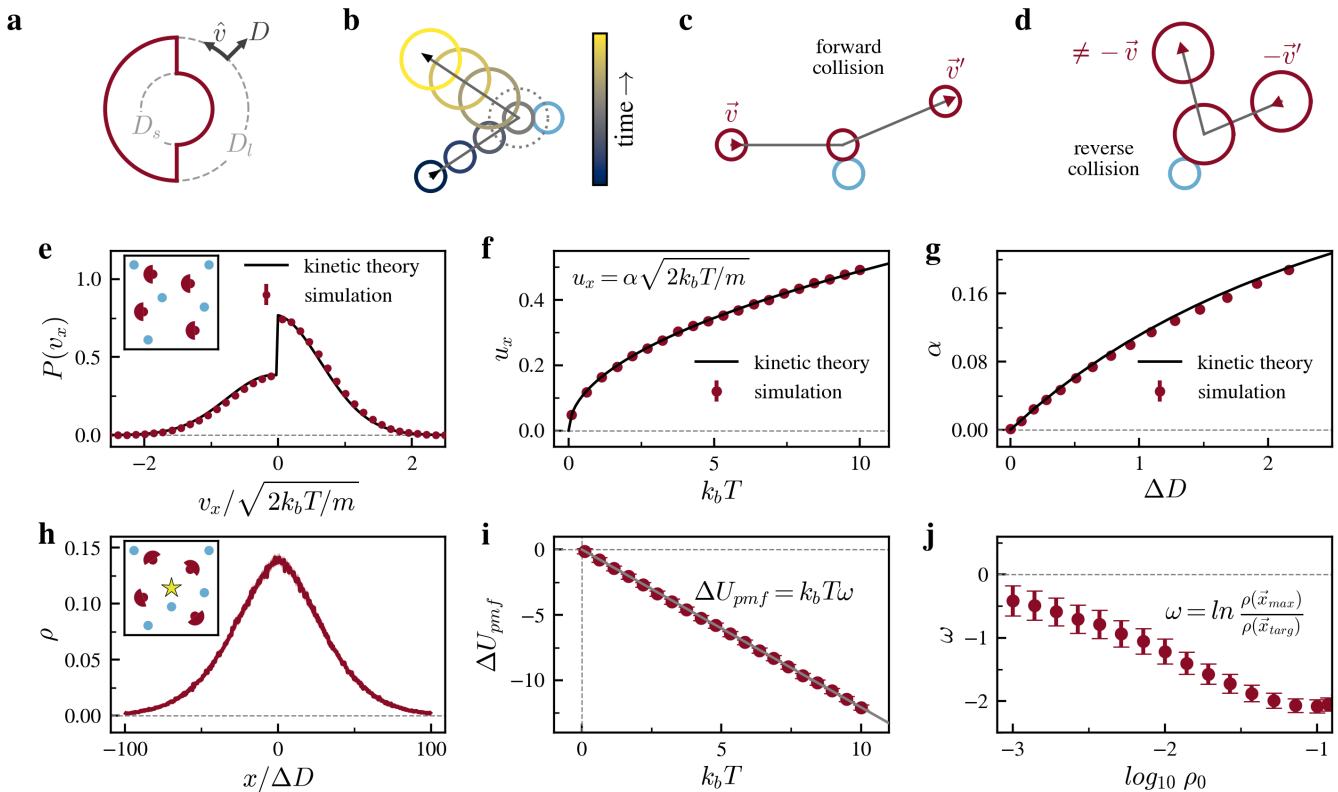 a
v̂
D
D_s
D_l
b
time→
c
forward
collision
v⃗
v⃗′
d
≠ −v⃗
−v⃗′
reverse
collision
e
P(v_x)
1.0
0.5
0.0
kinetic theory
simulation
−2
0
2
v_x/√2k_bT/m
f
u_x
0.4
0.2
0.0
u_x = α√2k_bT/m
kinetic theory
simulation
0
5
10
k_bT
g
α
0.16
0.08
0.00
kinetic theory
simulation
0
1
2
ΔD
h
ρ
0.15
0.10
0.05
0.00
−100
0
100
x/ΔD
i
ΔU_pmf
0
−5
−10
ΔU_pmf = k_bTω
0
5
10
k_bT
j
ω
0
−1
−2
ω = ln ρ(x⃗_max)/ρ(x⃗_targ)
−3
−2
−1
log₁₀ ρ₀